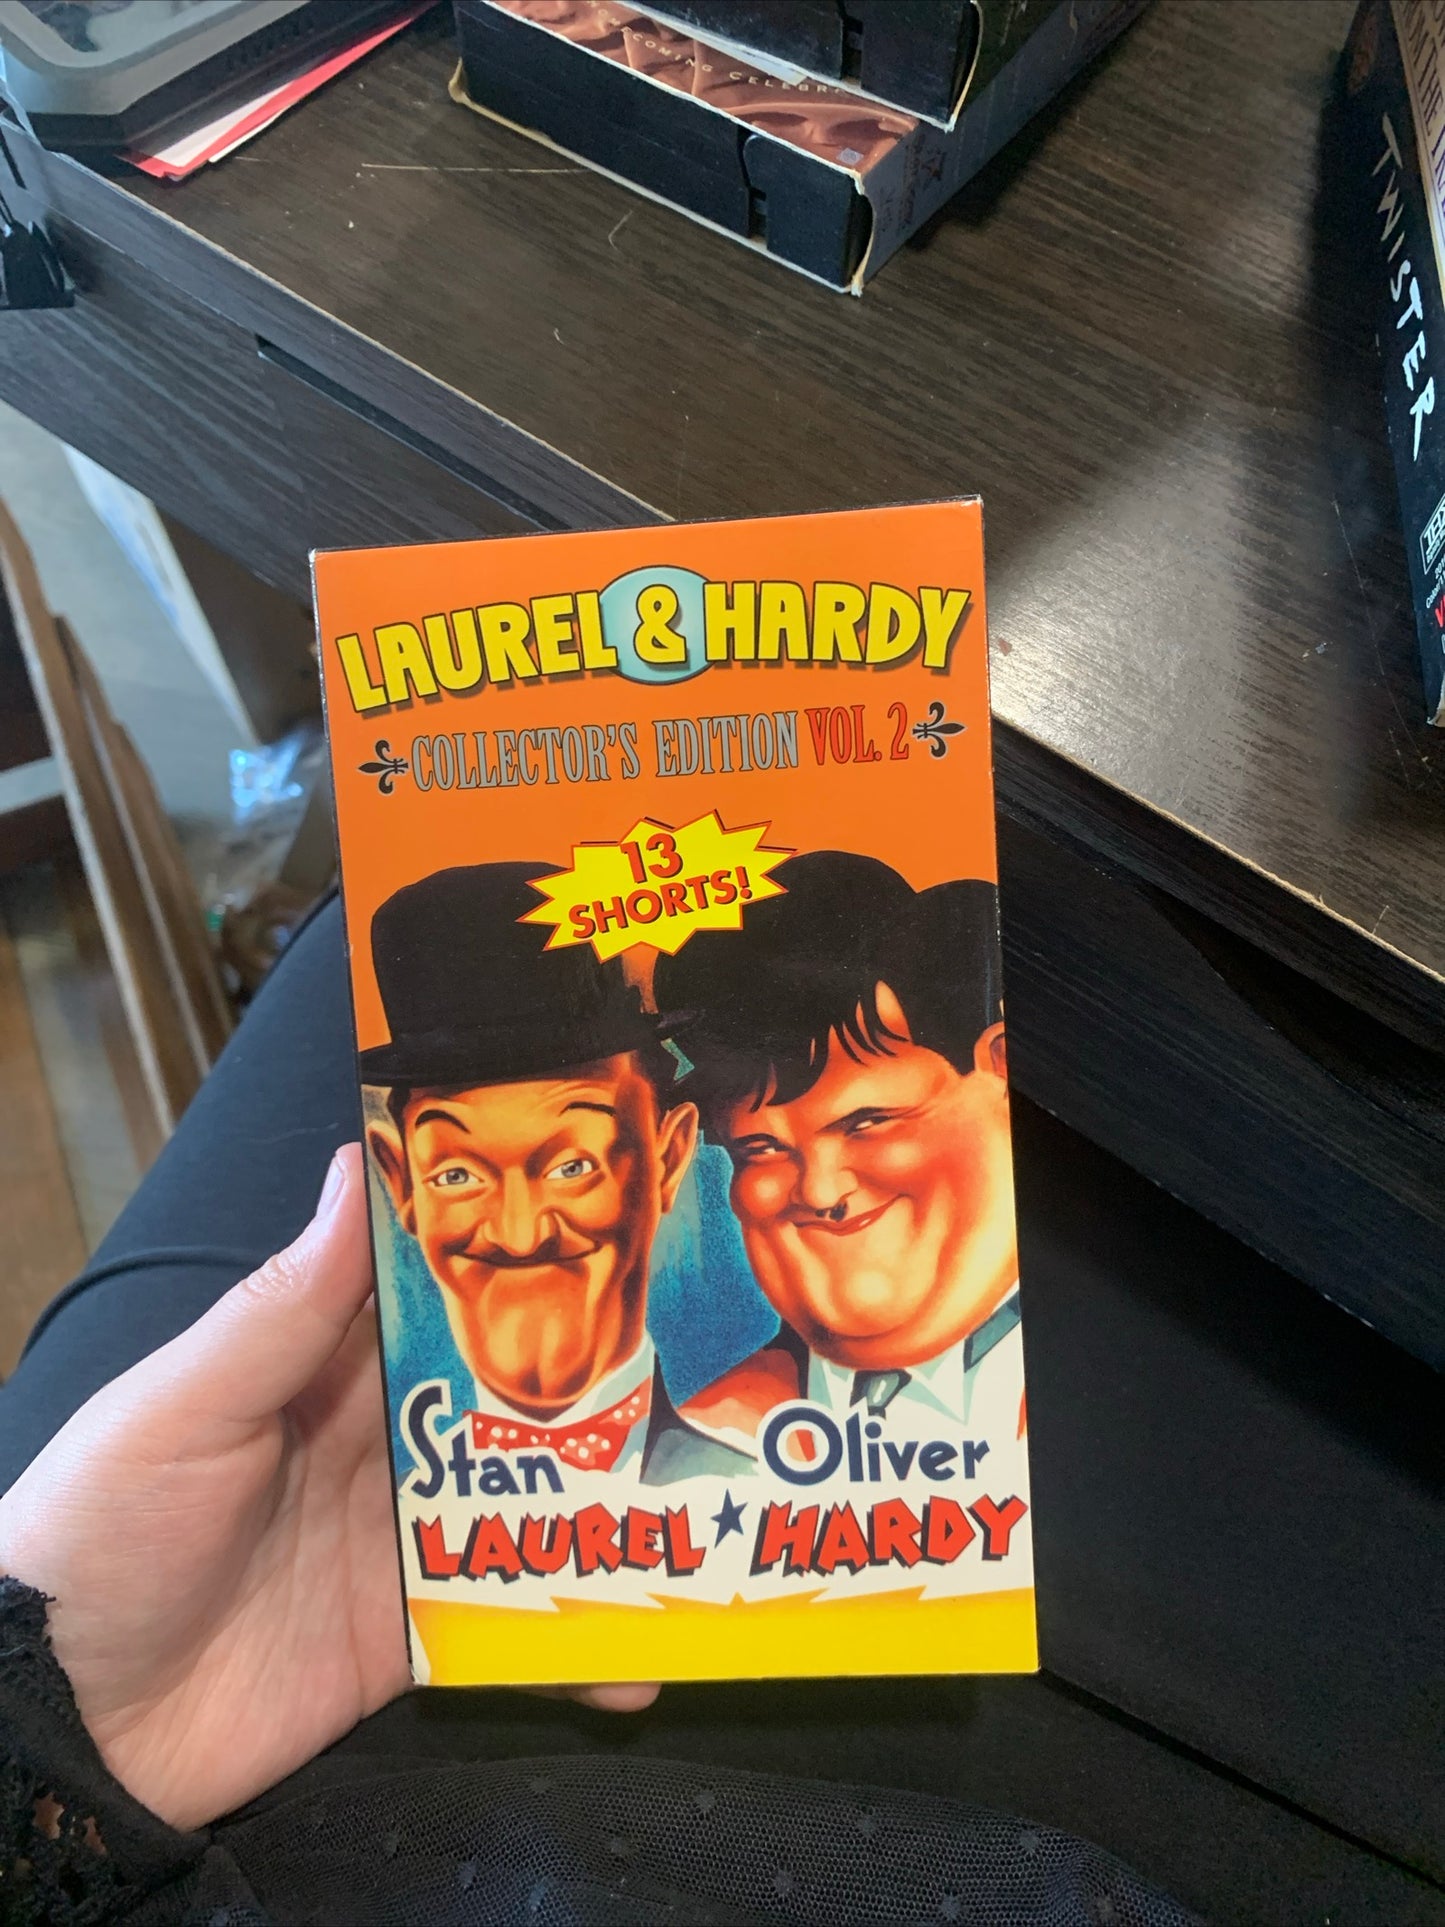 TWISTER
LAUREL & HARDY
COLLECTOR'S EDITION VOL. 2
13
SHORTS!
Stan Oliver
LAUREL ★ HARDY